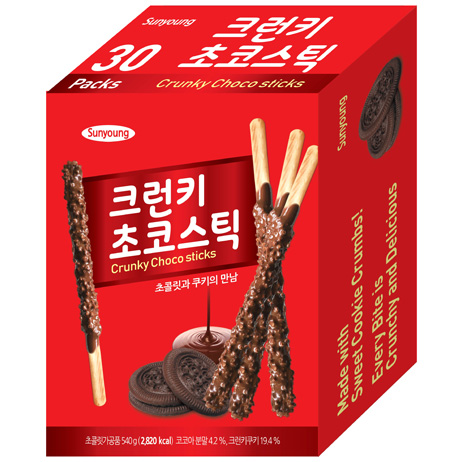 Sunyoung
30
Packs
크런키
초코스틱
Crunky Choco sticks
Sunyoung
크런키
초코스틱
Crunky Choco sticks
초콜릿과 쿠키의 만남
초콜릿가공품 540 g (2,820 kcal) 코코아 분말 4.2 %, 크런키쿠키 19.4 %
Sunyoung
Made with
Sweet Cookie Crumbs!
Every Bite is
Crunchy and Delicious